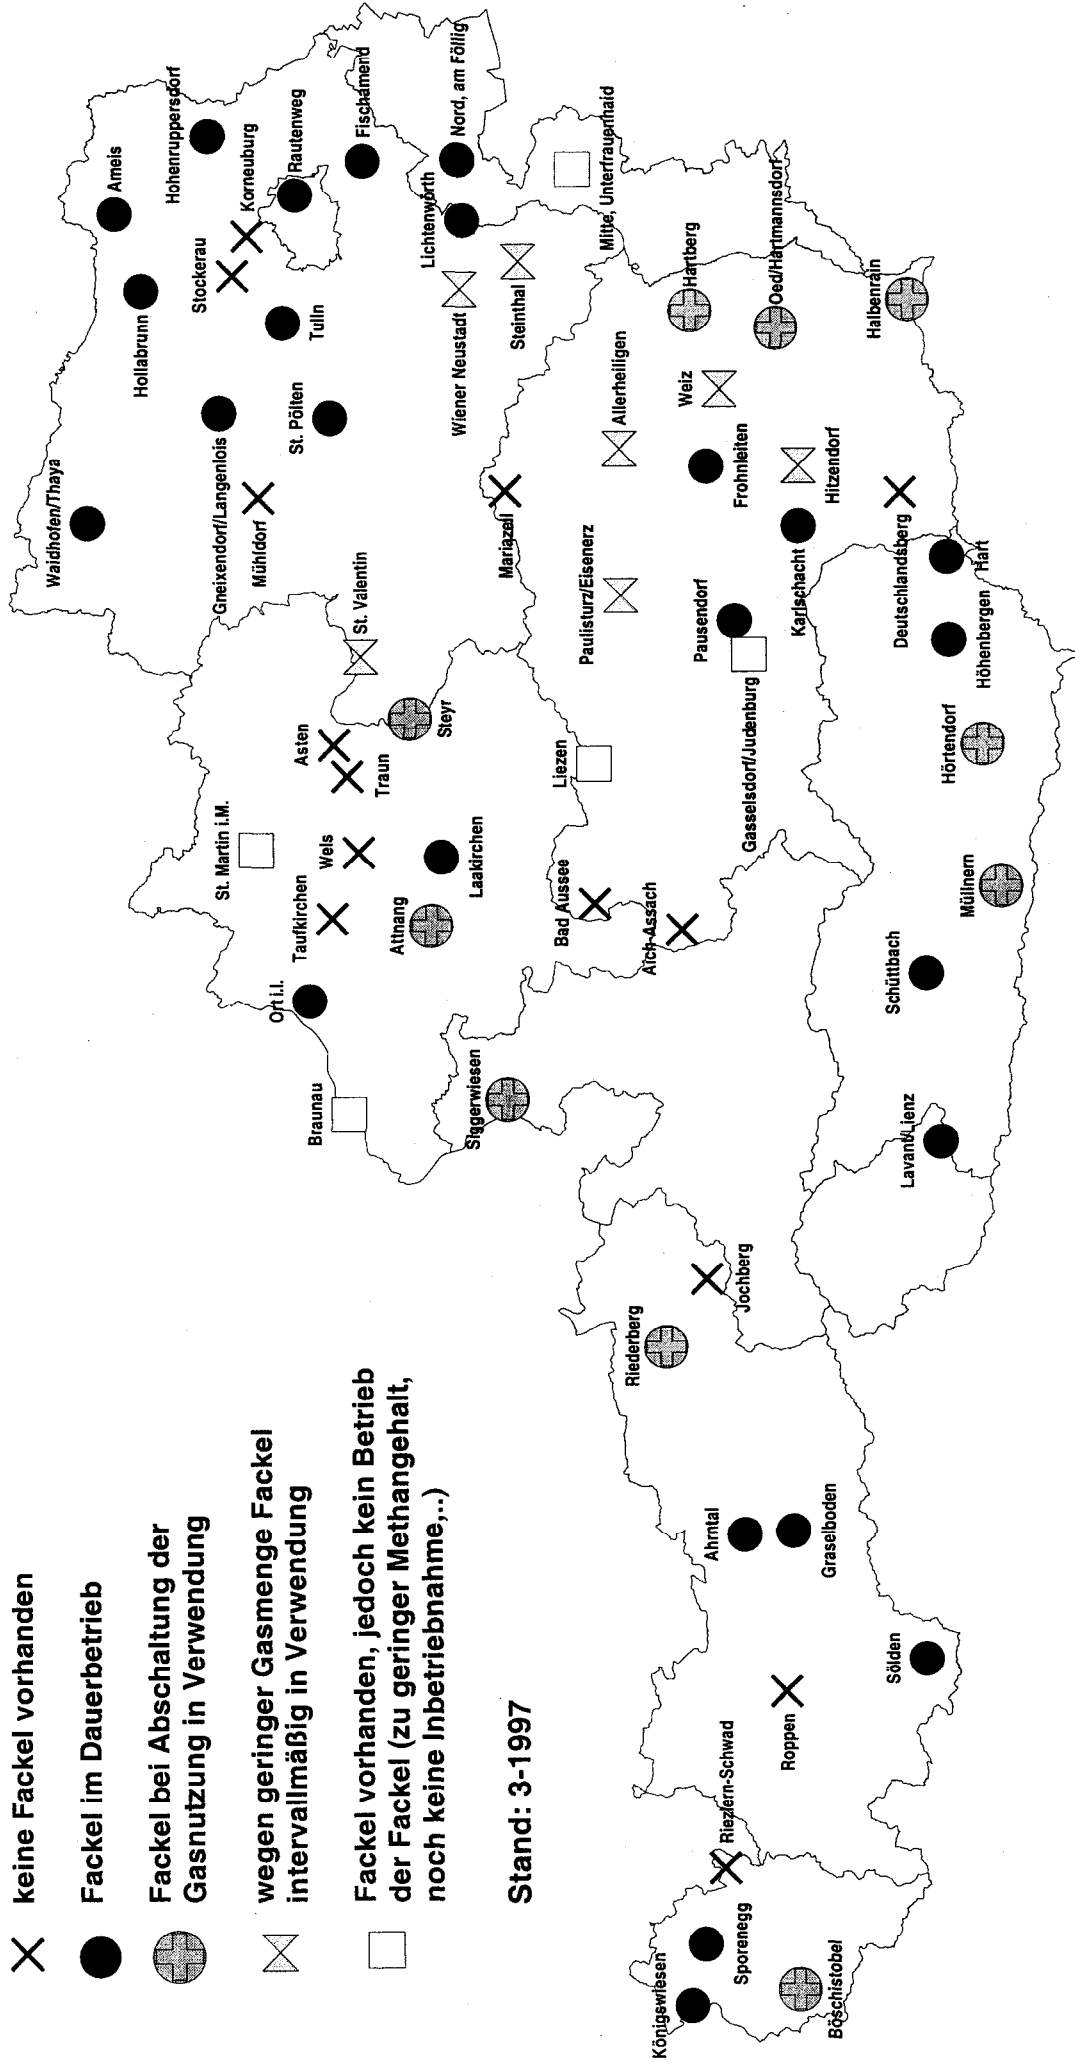 keine Fackel vorhanden
Fackel im Dauerbetrieb
Fackel bei Abschaltung der
Gasnutzung in Verwendung
wegen geringer Gasmenge Fackel
intervallmäßig in Verwendung
Fackel vorhanden, jedoch kein Betrieb
der Fackel (zu geringer Methangehalt,
noch keine Inbetriebnahme,..)
Stand: 3-1997
Waidhofen/Thaya
Hollabrunn
Ameis
Hohenruppersdorf
Stockerau
Korneuburg
Gneixendorf/Langenlois
Mühldorf
Tulln
Rautenweg
St. Pölten
Fischamend
St. Valentin
Lichtenwörth
Nord, am Föllig
Wiener Neustadt
Steinthal
Mitte, Unterfrauenhaid
St. Martin i.M.
Asten
Traun
Wels
Taufkirchen
Ort i.I.
Braunau
Steyr
Laakirchen
Attnang
Siggerwiesen
Mariazell
Bad Aussee
Liezen
Aich-Assach
Paulisturz/Eisenerz
Allerheiligen
Hartberg
Weiz
Frohnleiten
Pausendorf
Gasselsdorf/Judenburg
Oed/Hartmannsdorf
Hitzendorf
Karlschacht
Halbenrain
Deutschlandsberg
Hart
Höhenbergen
Hörtendorf
Müllnern
Schüttbach
Lavant/Lienz
Jochberg
Riederberg
Ahrntal
Graselboden
Sölden
Roppen
Riezlern-Schwad
Sporenegg
Königswiesen
Böschistobel